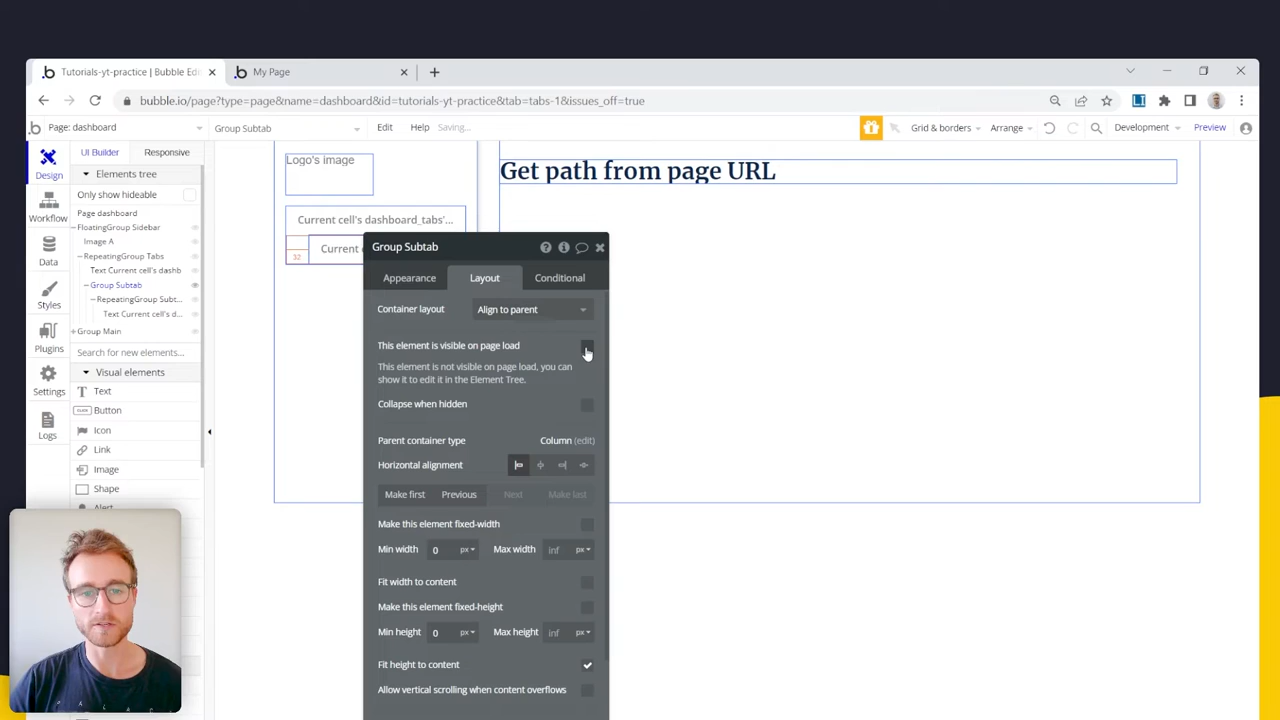 Tutorials-yt-practice | Bubble Edi
My Page
bubble.io/page?type=page&name=dashboard&id=tutorials-yt-practice&tab=tabs-1&issues_off=true
Page: dashboard
Group Subtab
Edit
Help
Saving...
Grid & borders
Arrange
Development
Preview
Design
Workflow
Data
Styles
Plugins
Settings
Logs
UI Builder
Responsive
Elements tree
Only show hideable
Page dashboard
FloatingGroup Sidebar
Image A
RepeatingGroup Tabs
Text Current cell's dashb
Group Subtab
RepeatingGroup Subt...
Text Current cell's d...
Group Main
Search for new elements...
Visual elements
Text
Button
Icon
Link
Image
Shape
Alert
Logo's image
Current cell's dashboard_tabs'...
32
Current
Get path from page URL
Group Subtab
Appearance
Layout
Conditional
Container layout
Align to parent
This element is visible on page load
This element is not visible on page load, you can
show it to edit it in the Element Tree.
Collapse when hidden
Parent container type
Column (edit)
Horizontal alignment
Make first
Previous
Next
Make last
Make this element fixed-width
Min width
0
px
Max width
inf
px
Fit width to content
Make this element fixed-height
Min height
0
px
Max height
inf
px
Fit height to content
Allow vertical scrolling when content overflows